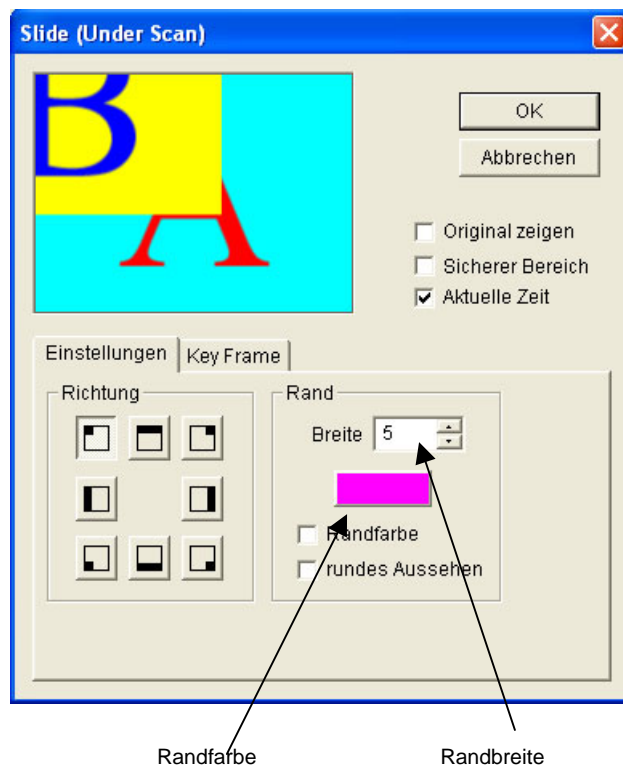 Slide (Under Scan)
B
A
OK
Abbrechen
Original zeigen
Sicherer Bereich
Aktuelle Zeit
Einstellungen Key Frame
Richtung
Rand
Breite 5
Randfarbe
rundes Aussehen
Randfarbe Randbreite